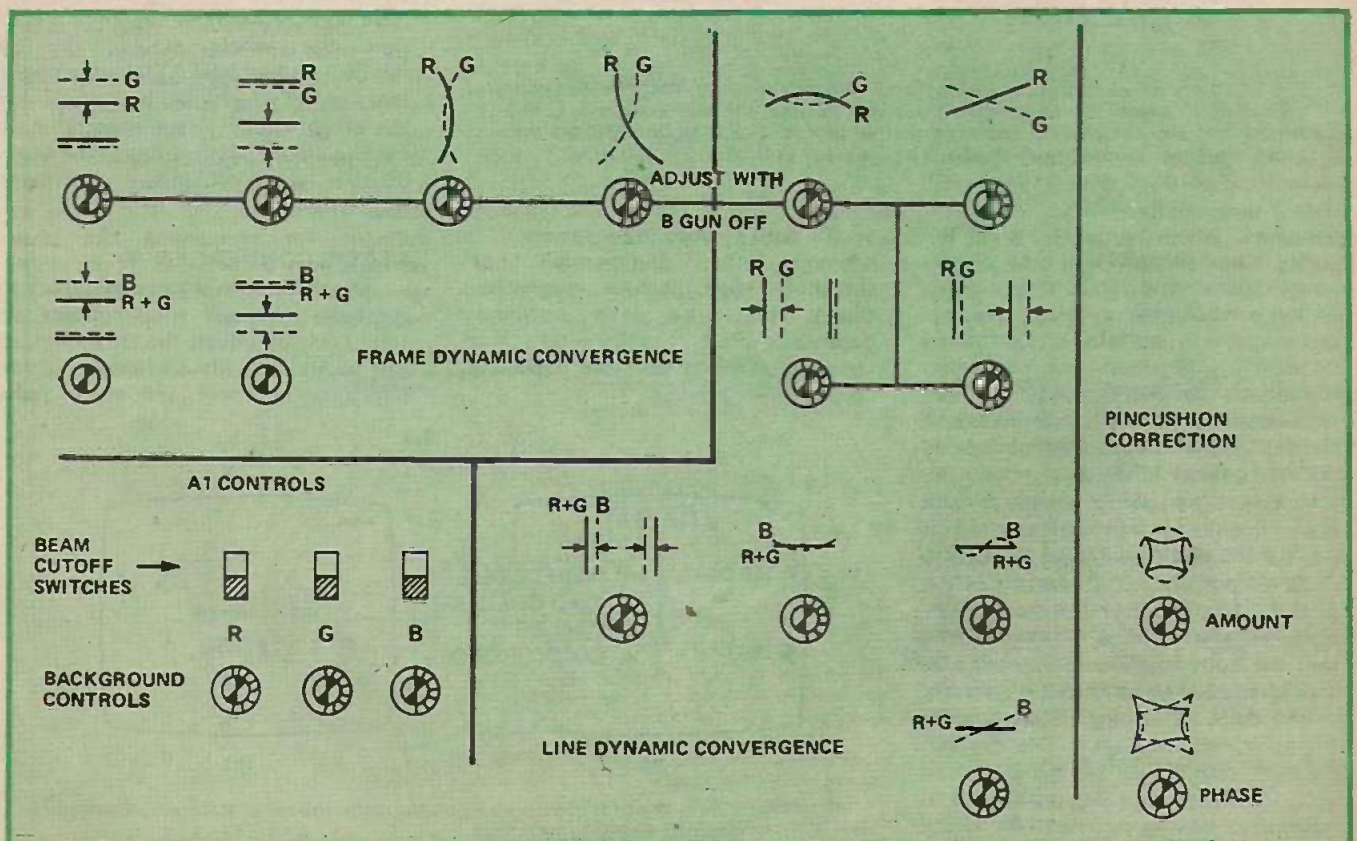 G
R
R
G
R G
R G
G
R
R
G
ADJUST WITH
B GUN OFF
B
R + G
B
R + G
R G
R G
FRAME DYNAMIC CONVERGENCE
PINCUSHION
CORRECTION
A1 CONTROLS
R+G B
B
R+G
B
R+G
BEAM
CUTOFF
SWITCHES
R G B
AMOUNT
BACKGROUND
CONTROLS
R+G B
LINE DYNAMIC CONVERGENCE
PHASE